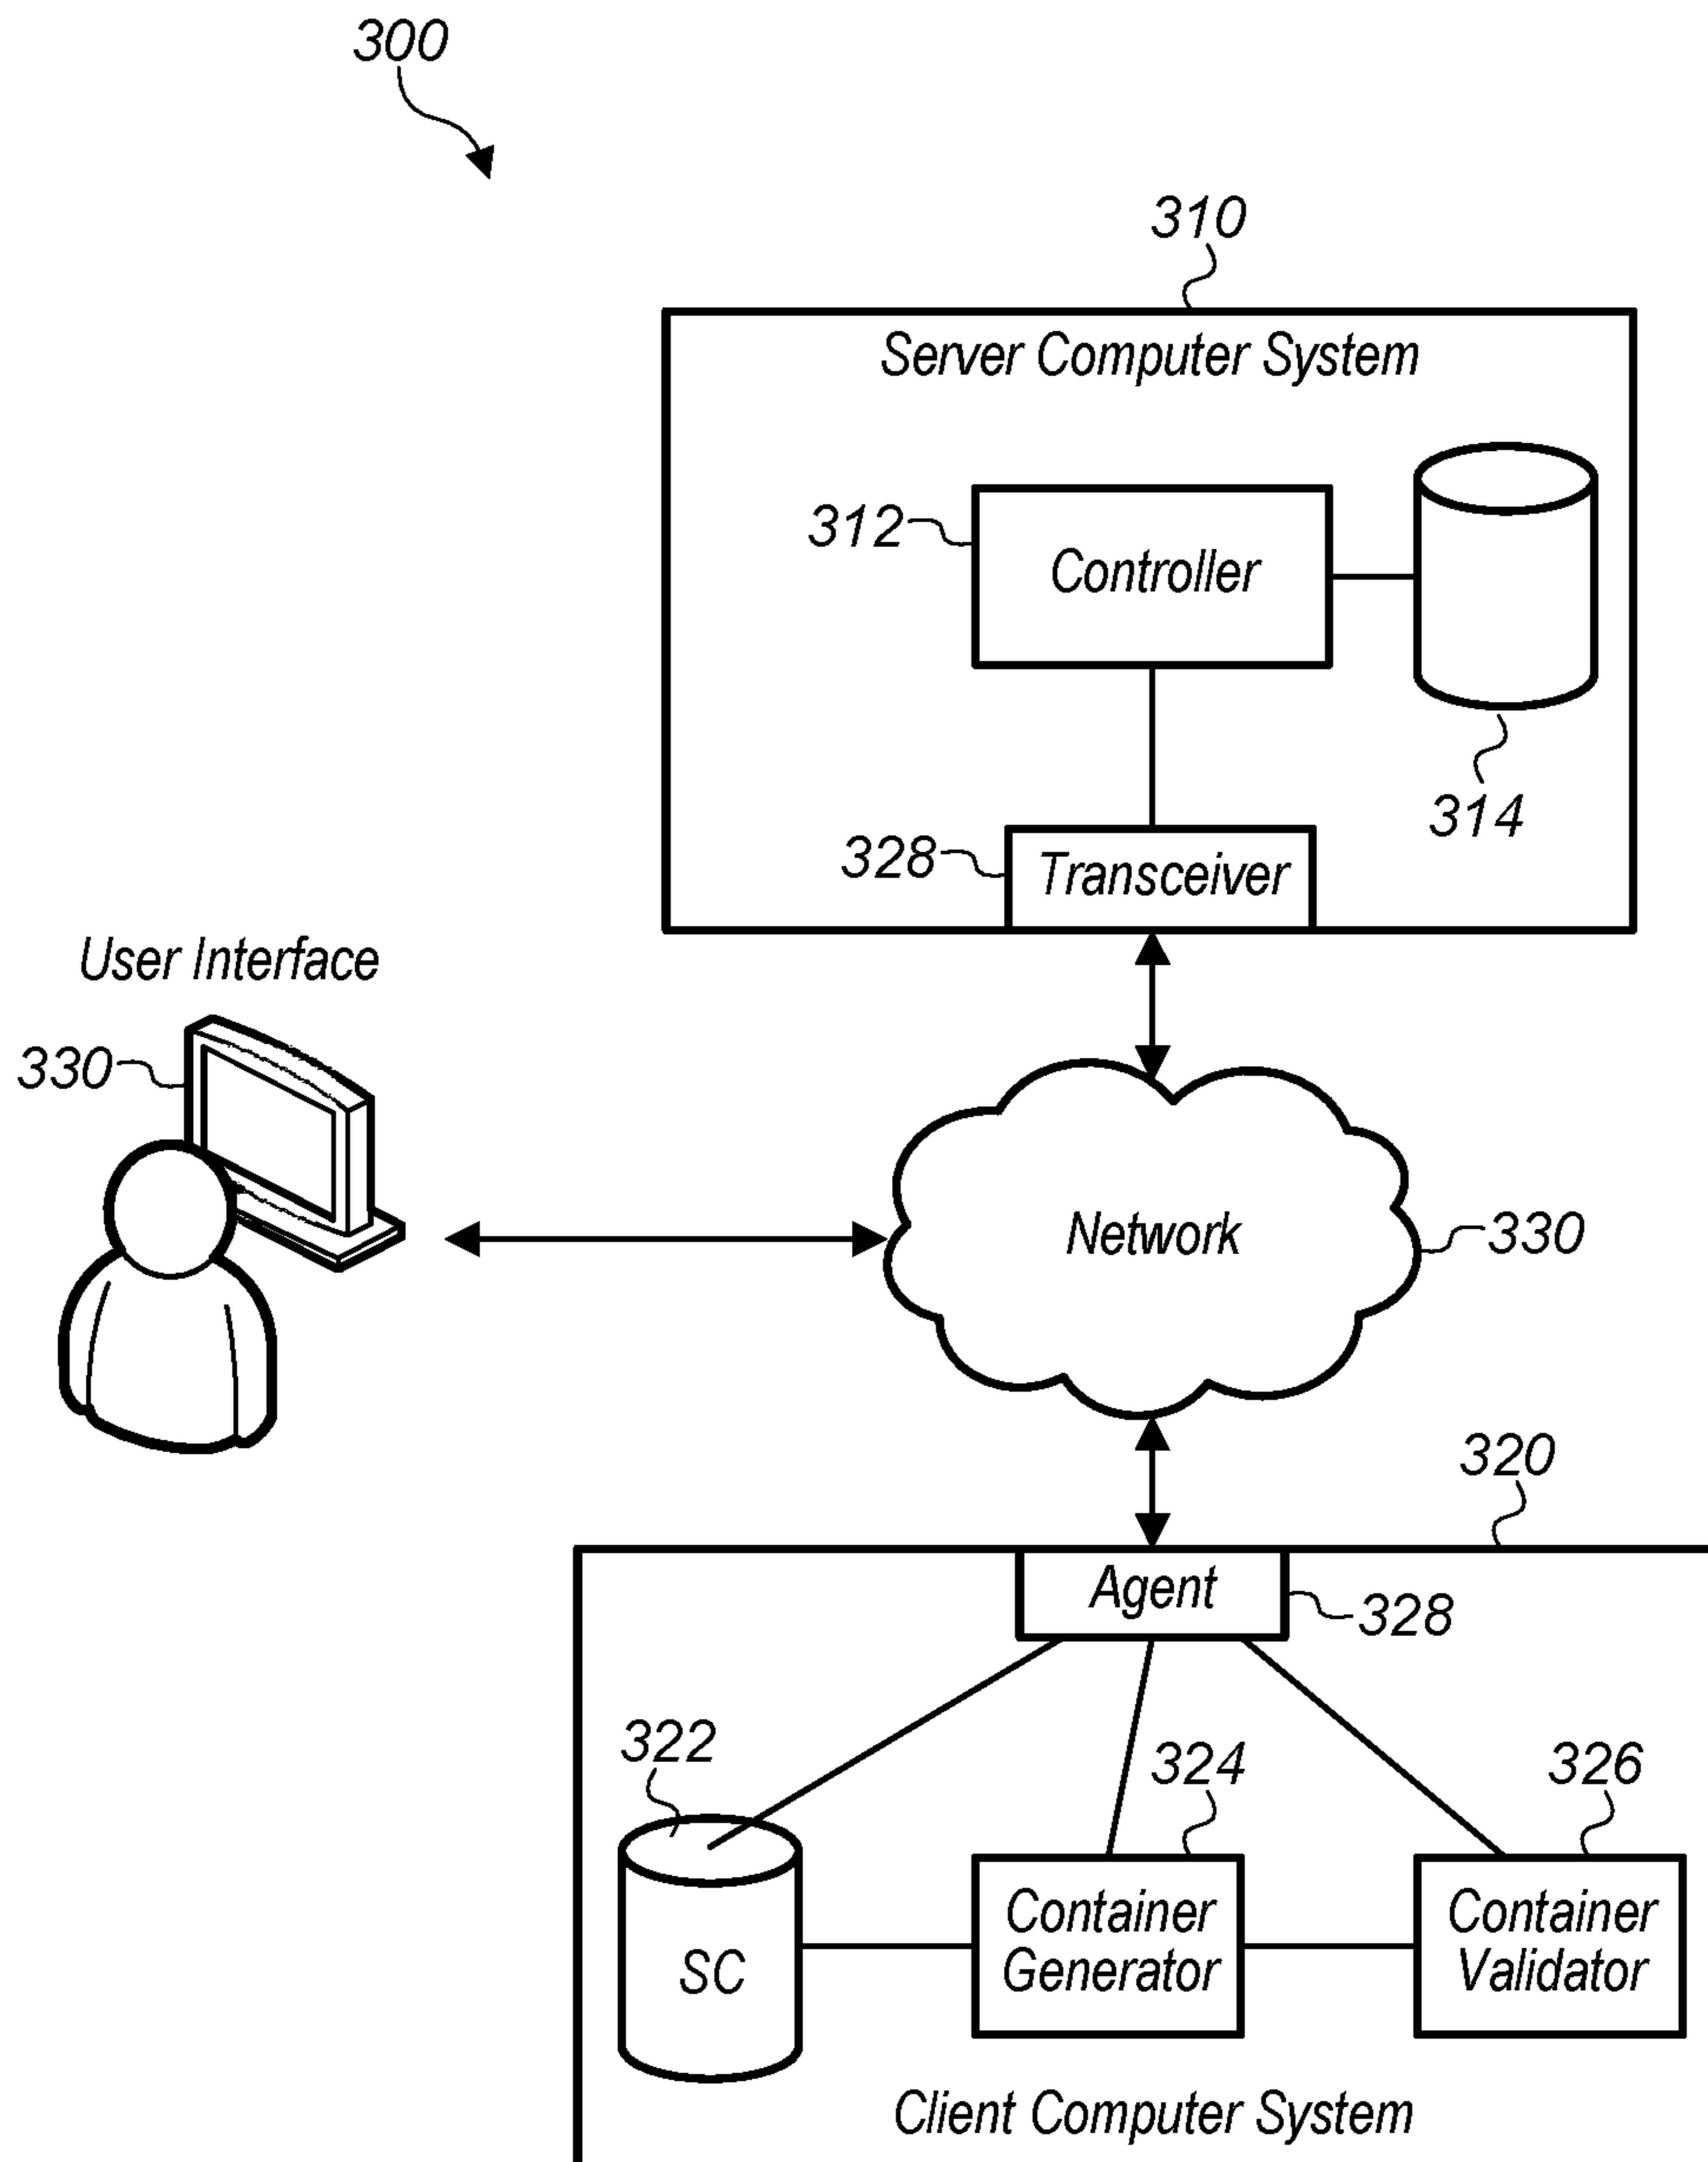 300
310
Server Computer System
312
Controller
314
328
Transceiver
User Interface
330
Network
330
320
Agent
328
322
324
326
SC
Container
Generator
Container
Validator
Client Computer System